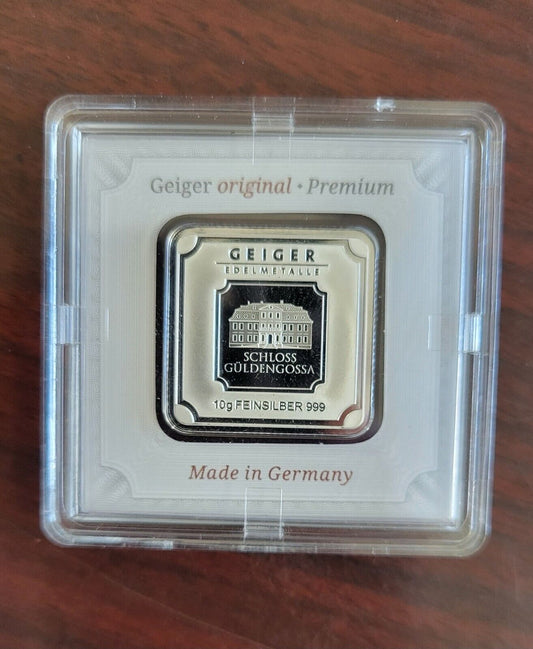 Geiger original • Premium
GEIGER
EDELMETALLE
SCHLOSS
GÜLDENGOSSA
10g FEINSILBER 999
Made in Germany